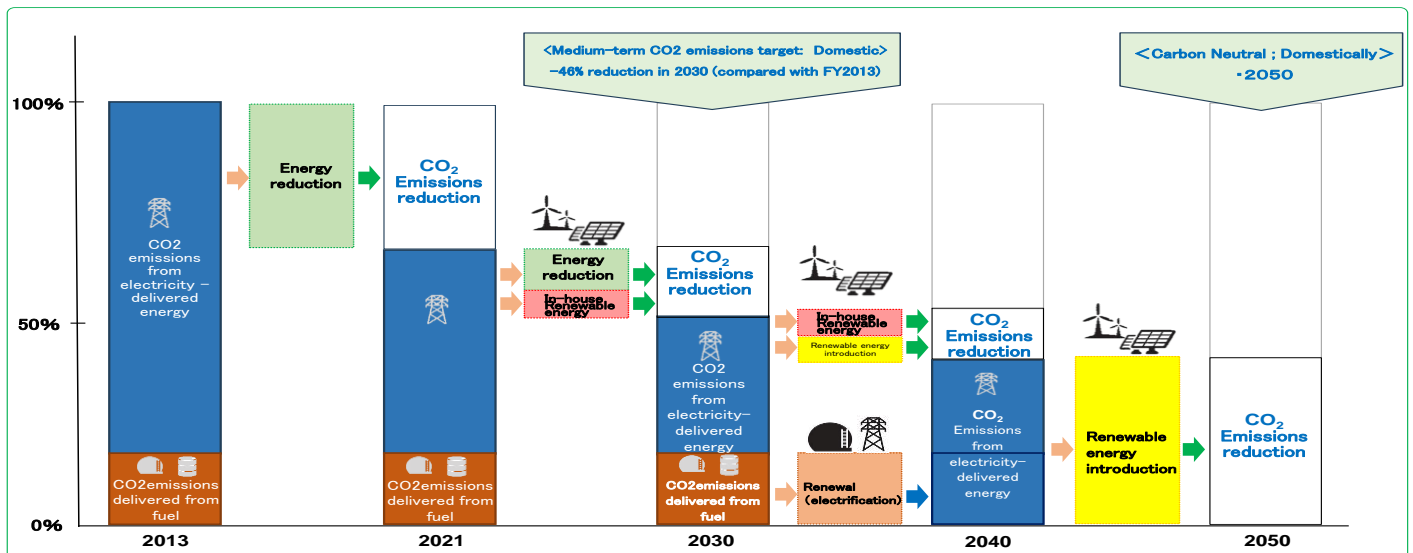 <Medium-term CO2 emissions target: Domestic>
-46% reduction in 2030 (compared with FY2013)
<Carbon Neutral ; Domestically>
・2050
100%
50%
0%
CO2
emissions
from
electricity -
delivered
energy
CO2emissions
delivered from
fuel
2013
Energy
reduction
CO₂
Emissions
reduction
CO2emissions
delivered from
fuel
2021
Energy
reduction
In-house
Renewable
energy
CO₂
Emissions
reduction
CO2
emissions
from
electricity-
delivered
energy
CO2emissions
delivered from
fuel
2030
In-house
Renewable
energy
Renewable energy
introduction
Renewal
(electrification)
CO₂
Emissions
reduction
CO₂
Emissions
from
electricity-
delivered
energy
2040
Renewable
energy
introduction
CO₂
Emissions
reduction
2050